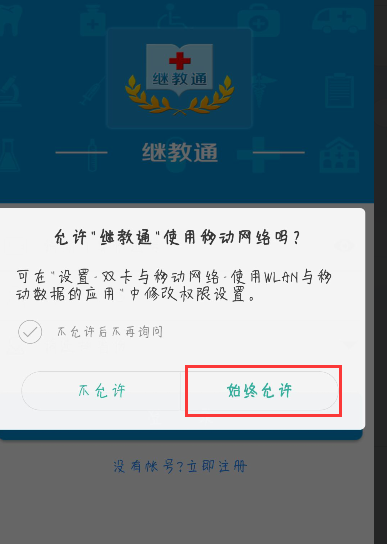 继教通
继教通
允许"继教通"使用移动网络吗?
可在"设置-双卡与移动网络-使用WLAN与移
动数据的应用"中修改权限设置。
不允许后不再询问
不允许
始终允许
没有帐号?立即注册